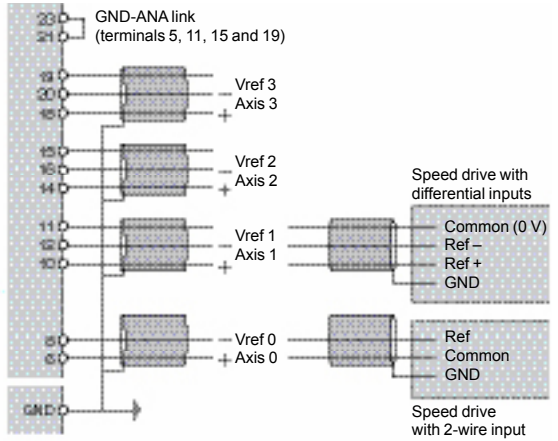 23
21
GND-ANA link
(terminals 5, 11, 15 and 19)
19
20
18
–
+
Vref 3
Axis 3
15
16
14
–
+
Vref 2
Axis 2
11
12
10
–
+
Vref 1
Axis 1
Speed drive with
differential inputs
Common (0 V)
Ref –
Ref +
GND
8
6
–
+
Vref 0
Axis 0
Ref
Common
GND
GND
Speed drive
with 2-wire input